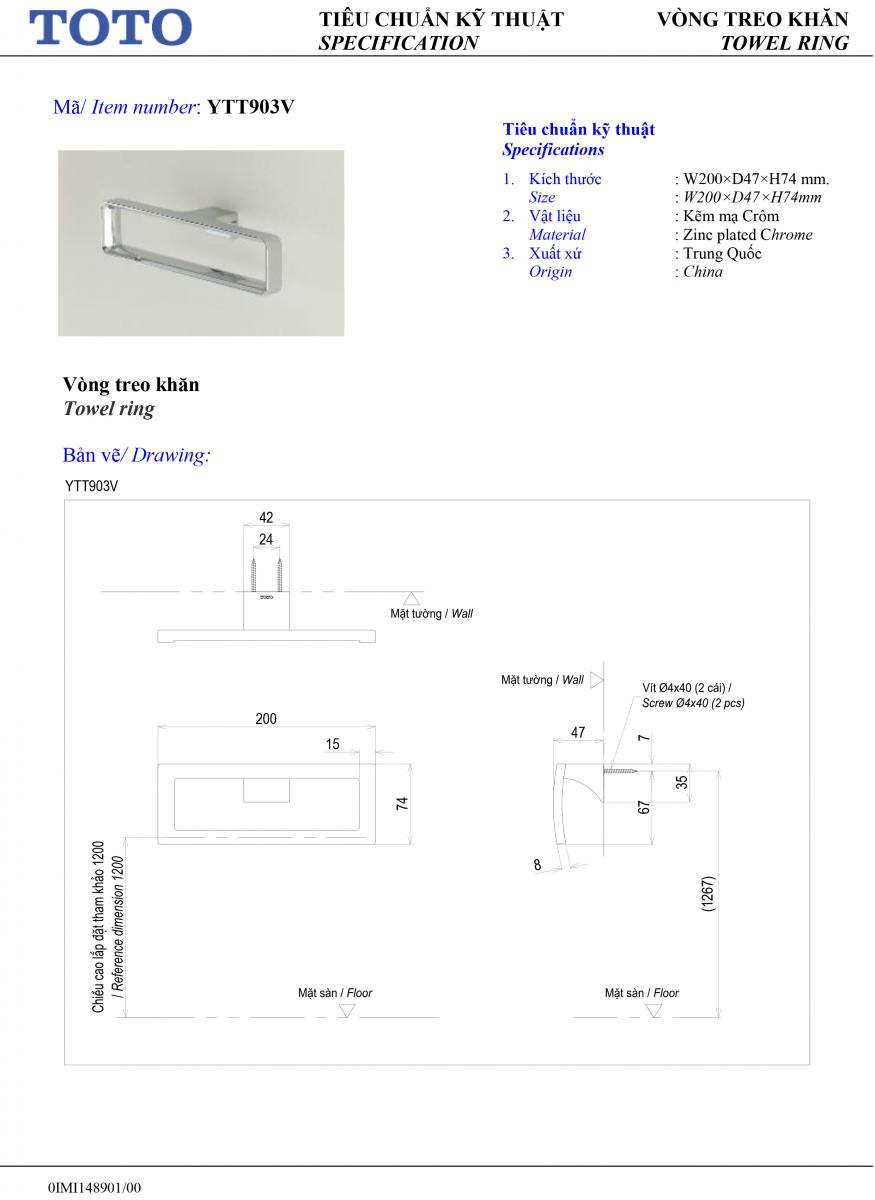 TOTO
TIÊU CHUẨN KỸ THUẬT
SPECIFICATION
VÒNG TREO KHĂN
TOWEL RING
Mã/ Item number: YTT903V
Tiêu chuẩn kỹ thuật
Specifications
1. Kích thước : W200×D47×H74 mm.
Size : W200×D47×H74mm
2. Vật liệu : Kẽm mạ Crôm
Material : Zinc plated Chrome
3. Xuất xứ : Trung Quốc
Origin : China
Vòng treo khăn
Towel ring
Bản vẽ/ Drawing:
YTT903V
42
24
TOTO
Mặt tường / Wall
Mặt tường / Wall
Vít Ø4x40 (2 cái) /
Screw Ø4x40 (2 pcs)
200
15
74
47
7
35
67
8
(1267)
Chiều cao lắp đặt tham khảo 1200
/ Reference dimension 1200
Mặt sàn / Floor
Mặt sàn / Floor
0IMI148901/00